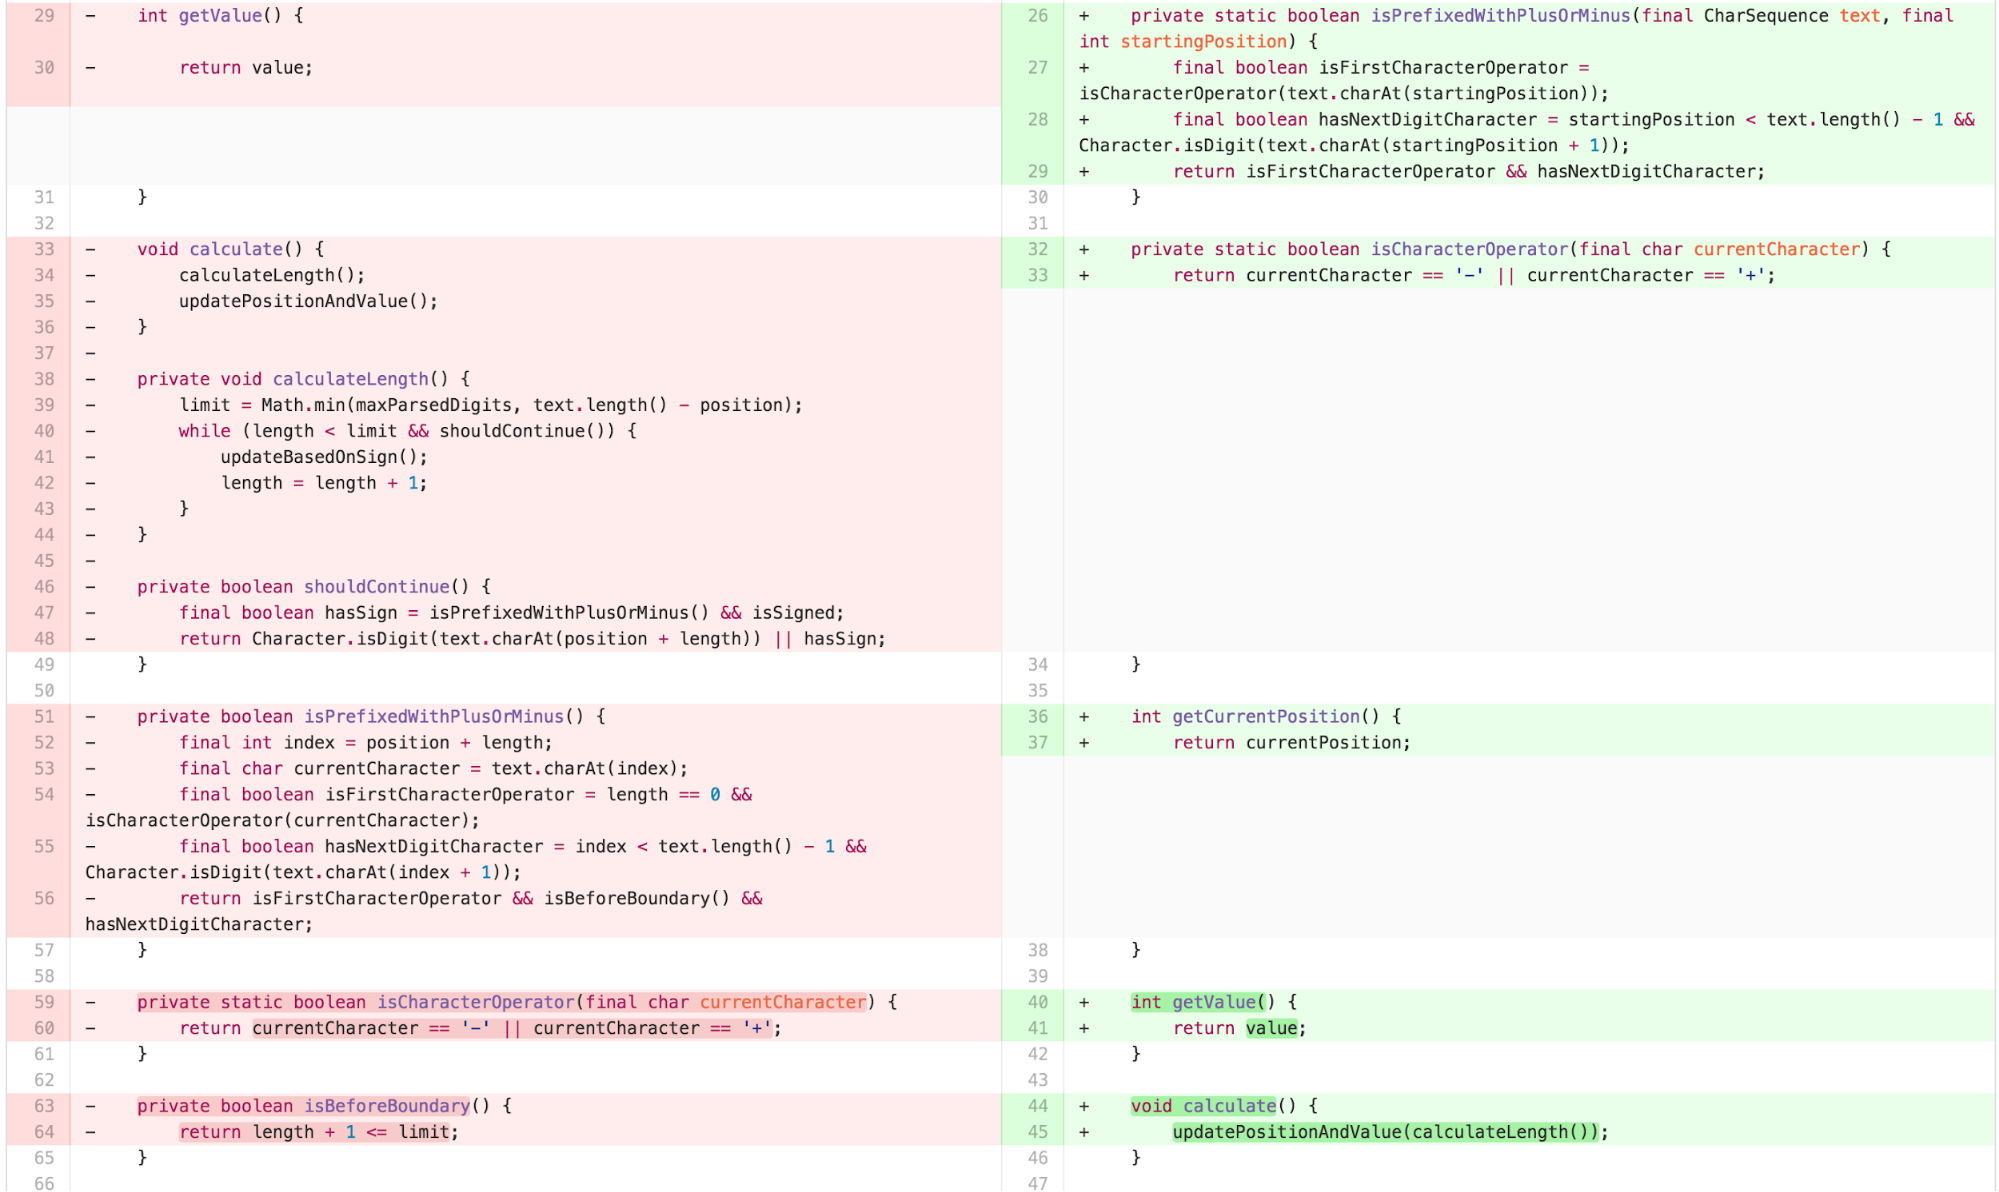 29 -     int getValue() {
30 -         return value;
31       }
32
33 -     void calculate() {
34 -         calculateLength();
35 -         updatePositionAndValue();
36 -     }
37 -
38 -     private void calculateLength() {
39 -         limit = Math.min(maxParsedDigits, text.length() - position);
40 -         while (length < limit && shouldContinue()) {
41 -             updateBasedOnSign();
42 -             length = length + 1;
43 -         }
44 -     }
45 -
46 -     private boolean shouldContinue() {
47 -         final boolean hasSign = isPrefixedWithPlusOrMinus() && isSigned;
48 -         return Character.isDigit(text.charAt(position + length)) || hasSign;
49       }
50
51 -     private boolean isPrefixedWithPlusOrMinus() {
52 -         final int index = position + length;
53 -         final char currentCharacter = text.charAt(index);
54 -         final boolean isFirstCharacterOperator = length == 0 &&
isCharacterOperator(currentCharacter);
55 -         final boolean hasNextDigitCharacter = index < text.length() - 1 &&
Character.isDigit(text.charAt(index + 1));
56 -         return isFirstCharacterOperator && isBeforeBoundary() &&
hasNextDigitCharacter;
57       }
58
59 -     private static boolean isCharacterOperator(final char currentCharacter) {
60 -         return currentCharacter == '-' || currentCharacter == '+';
61       }
62
63 -     private boolean isBeforeBoundary() {
64 -         return length + 1 <= limit;
65       }
66
26 +     private static boolean isPrefixedWithPlusOrMinus(final CharSequence text, final
int startingPosition) {
27 +         final boolean isFirstCharacterOperator =
isCharacterOperator(text.charAt(startingPosition));
28 +         final boolean hasNextDigitCharacter = startingPosition < text.length() - 1 &&
Character.isDigit(text.charAt(startingPosition + 1));
29 +         return isFirstCharacterOperator && hasNextDigitCharacter;
30       }
31
32 +     private static boolean isCharacterOperator(final char currentCharacter) {
33 +         return currentCharacter == '-' || currentCharacter == '+';
34       }
35
36 +     int getCurrentPosition() {
37 +         return currentPosition;
38       }
39
40 +     int getValue() {
41 +         return value;
42       }
43
44 +     void calculate() {
45 +         updatePositionAndValue(calculateLength());
46       }
47